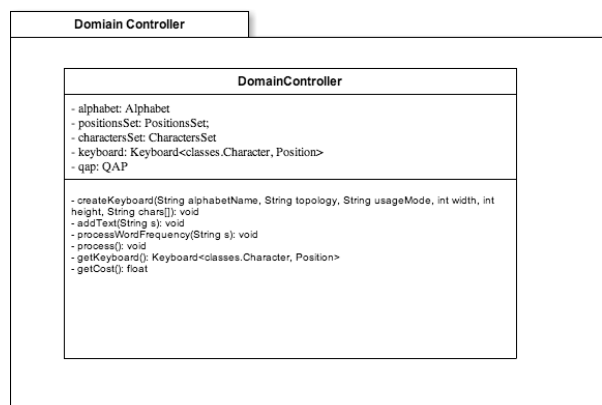 Domiain Controller
DomainController
- alphabet: Alphabet
- positionsSet: PositionsSet;
- charactersSet: CharactersSet
- keyboard: Keyboard<classes.Character, Position>
- qap: QAP
- createKeyboard(String alphabetName, String topology, String usageMode, int width, int
height, String chars[]): void
- addText(String s): void
- processWordFrequency(String s): void
- process(): void
- getKeyboard(): Keyboard<classes.Character, Position>
- getCost(): float